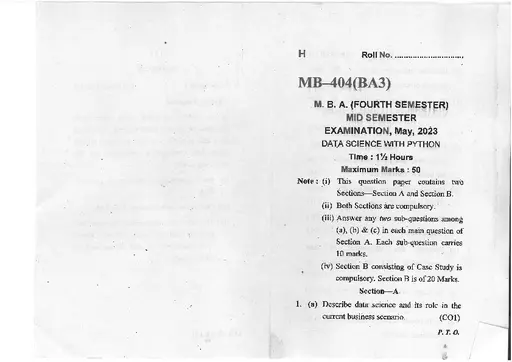 H Roll No. ..............................
MB–404(BA3)
M. B. A. (FOURTH SEMESTER)
MID SEMESTER
EXAMINATION, May, 2023
DATA SCIENCE WITH PYTHON
Time : 1½ Hours
Maximum Marks : 50
Note : (i) This question paper contains two
Sections—Section A and Section B.
(ii) Both Sections are compulsory.
(iii) Answer any two sub-questions among
(a), (b) & (c) in each main question of
Section A. Each sub-question carries
10 marks.
(iv) Section B consisting of Case Study is
compulsory. Section B is of 20 Marks.
Section—A
1. (a) Describe data science and its role in the
current business scenario. (CO1)
P. T. O.